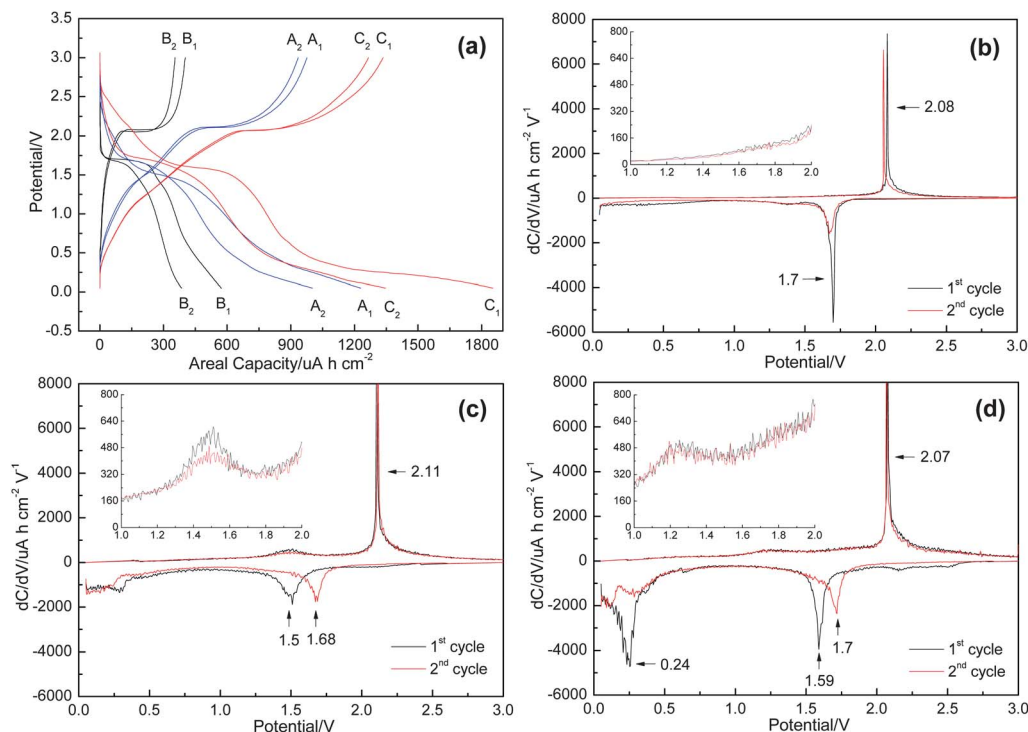 (a)
B2 B1 A2 A1 C2 C1
3.5
3.0
2.5
2.0
1.5
1.0
0.5
0.0
-0.5
Potential/V
B2 B1 A2 A1 C2 C1
0 300 600 900 1200 1500 1800
Areal Capacity/uA h cm-2
(b)
8000
6000
4000
2000
0
-2000
-4000
-6000
dC/dV/uA h cm-2 V-1
800
640
480
320
160
0
1.0 1.2 1.4 1.6 1.8 2.0
2.08
1.7
1st cycle
2nd cycle
0.0 0.5 1.0 1.5 2.0 2.5 3.0
Potential/V
(c)
8000
6000
4000
2000
0
-2000
-4000
-6000
dC/dV/uA h cm-2 V-1
800
640
480
320
160
0
1.0 1.2 1.4 1.6 1.8 2.0
2.11
1.5 1.68
1st cycle
2nd cycle
0.0 0.5 1.0 1.5 2.0 2.5 3.0
Potential/V
(d)
8000
6000
4000
2000
0
-2000
-4000
-6000
dC/dV/uA h cm-2 V-1
800
640
480
320
160
0
1.0 1.2 1.4 1.6 1.8 2.0
2.07
0.24
1.7
1.59
1st cycle
2nd cycle
0.0 0.5 1.0 1.5 2.0 2.5 3.0
Potential/V